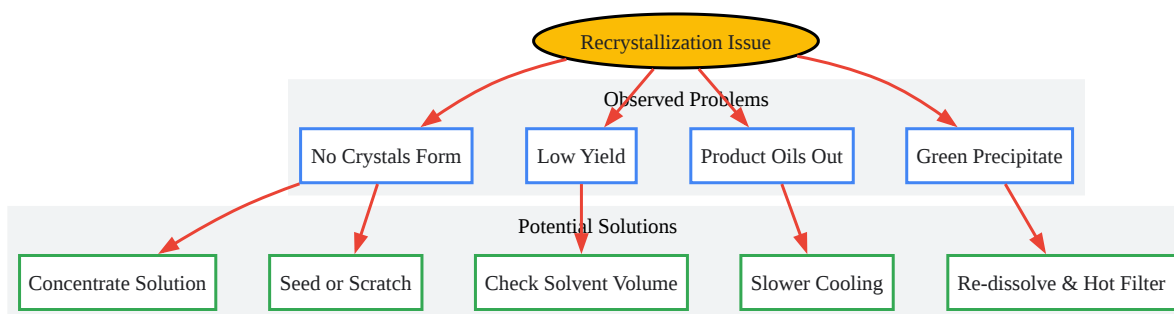 Recrystallization Issue
Observed Problems
No Crystals Form
Low Yield
Product Oils Out
Green Precipitate
Potential Solutions
Concentrate Solution
Seed or Scratch
Check Solvent Volume
Slower Cooling
Re-dissolve & Hot Filter